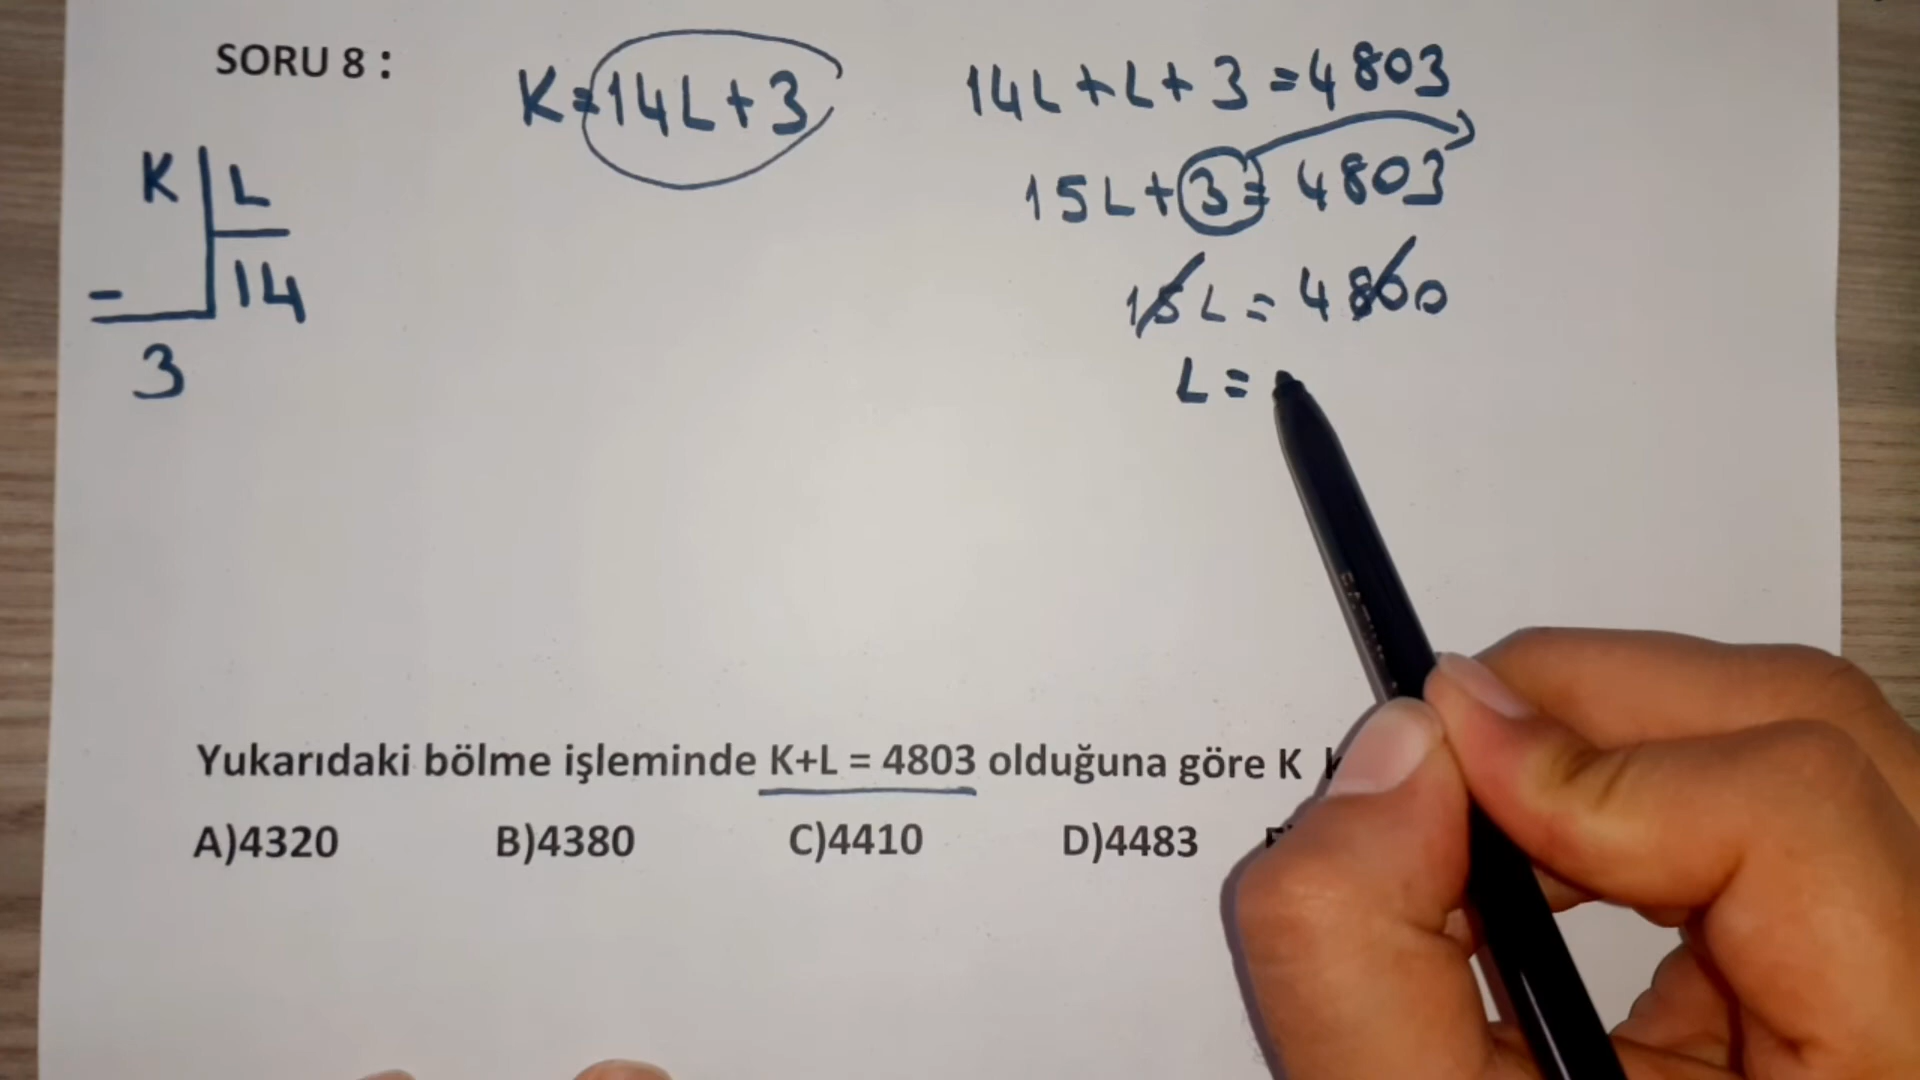 SORU 8 :
K=14L+3
14L+L+3=4803
15L+3=4803
15L=4800
L=
K L
14
-
3
Yukarıdaki bölme işleminde K+L = 4803 olduğuna göre K
A)4320 B)4380 C)4410 D)4483